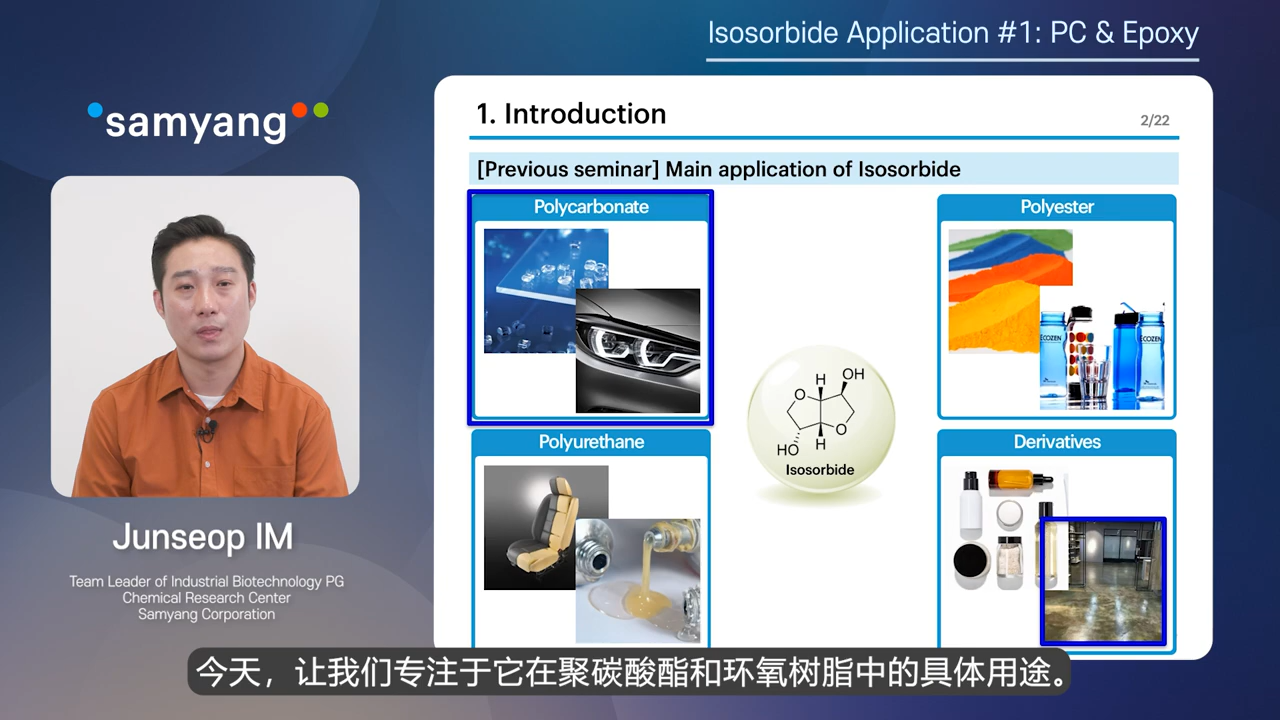 Isosorbide Application #1: PC & Epoxy
samyang
1. Introduction
2/22
[Previous seminar] Main application of Isosorbide
Polycarbonate
Polyester
ECOZEN
ECOZEN
OH
H
O
O
H
HO
Isosorbide
Polyurethane
Derivatives
Junseop IM
Team Leader of Industrial Biotechnology PG
Chemical Research Center
Samyang Corporation
今天，让我们专注于它在聚碳酸酯和环氧树脂中的具体用途。